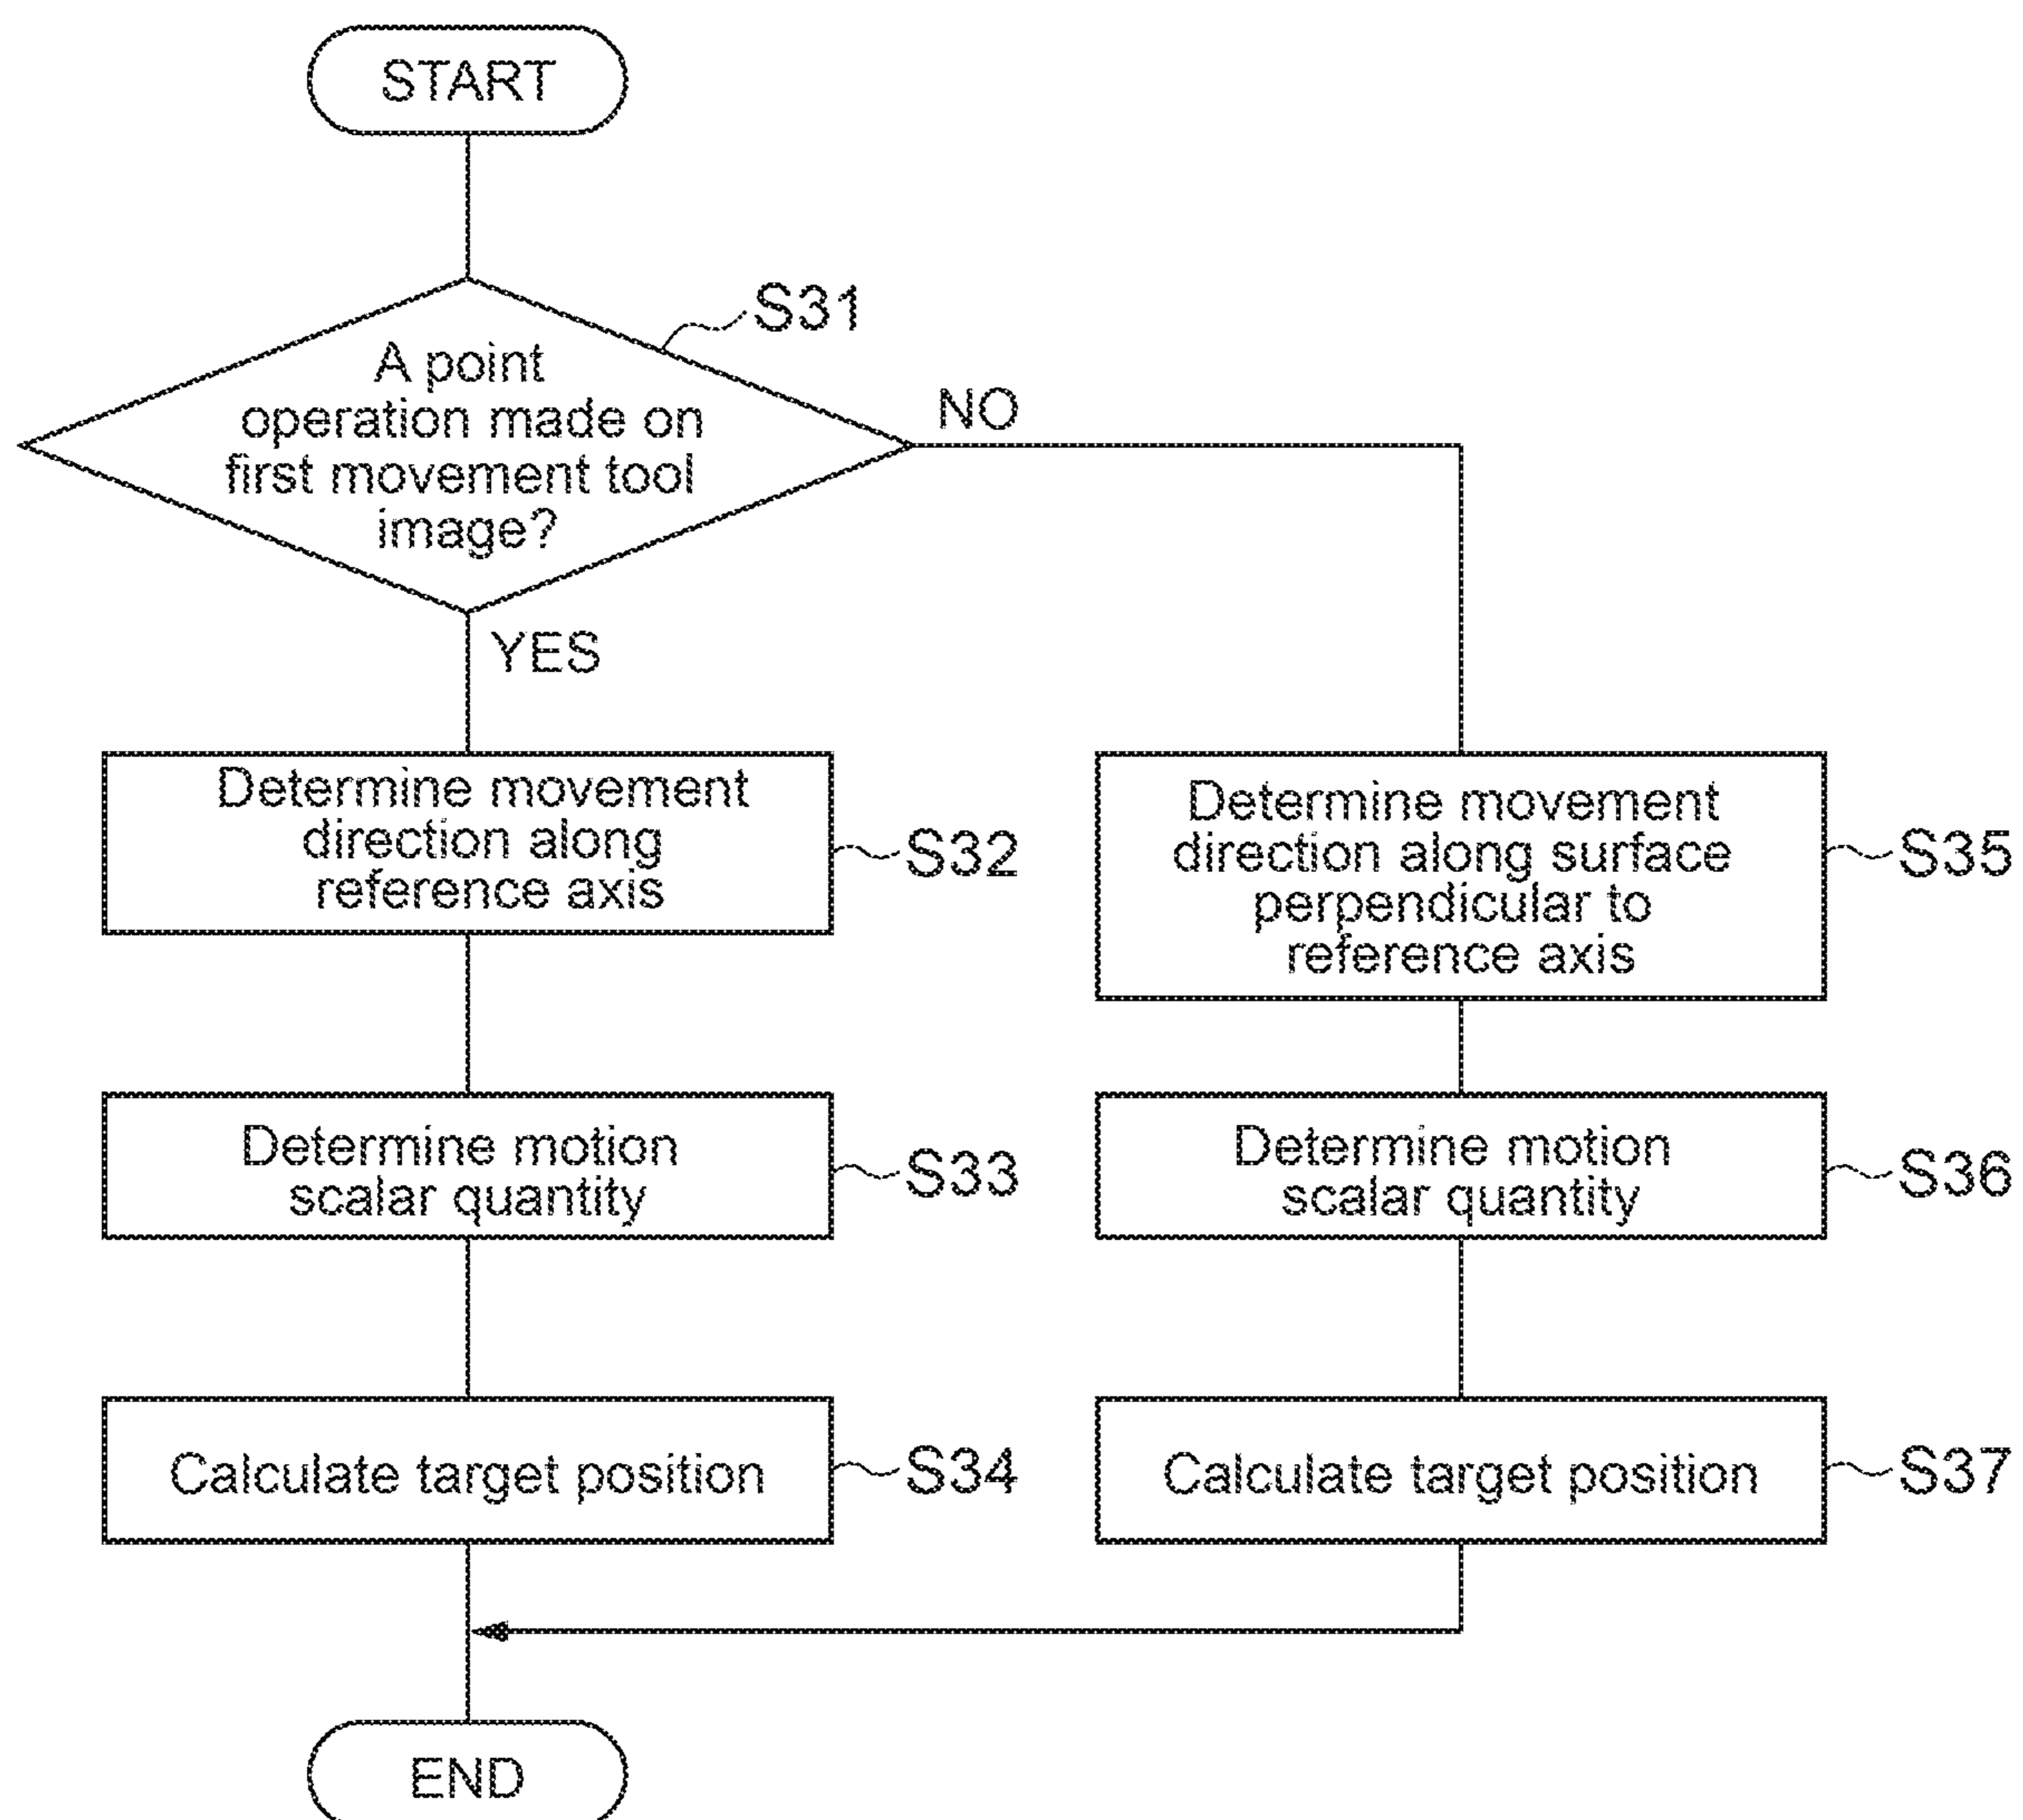 START
S31
A point
operation made on
first movement tool
image?
NO
YES
Determine movement
direction along
reference axis
S32
Determine movement
direction along surface
perpendicular to
reference axis
S35
Determine motion
scalar quantity
S33
Determine motion
scalar quantity
S36
Calculate target position
S34
Calculate target position
S37
END